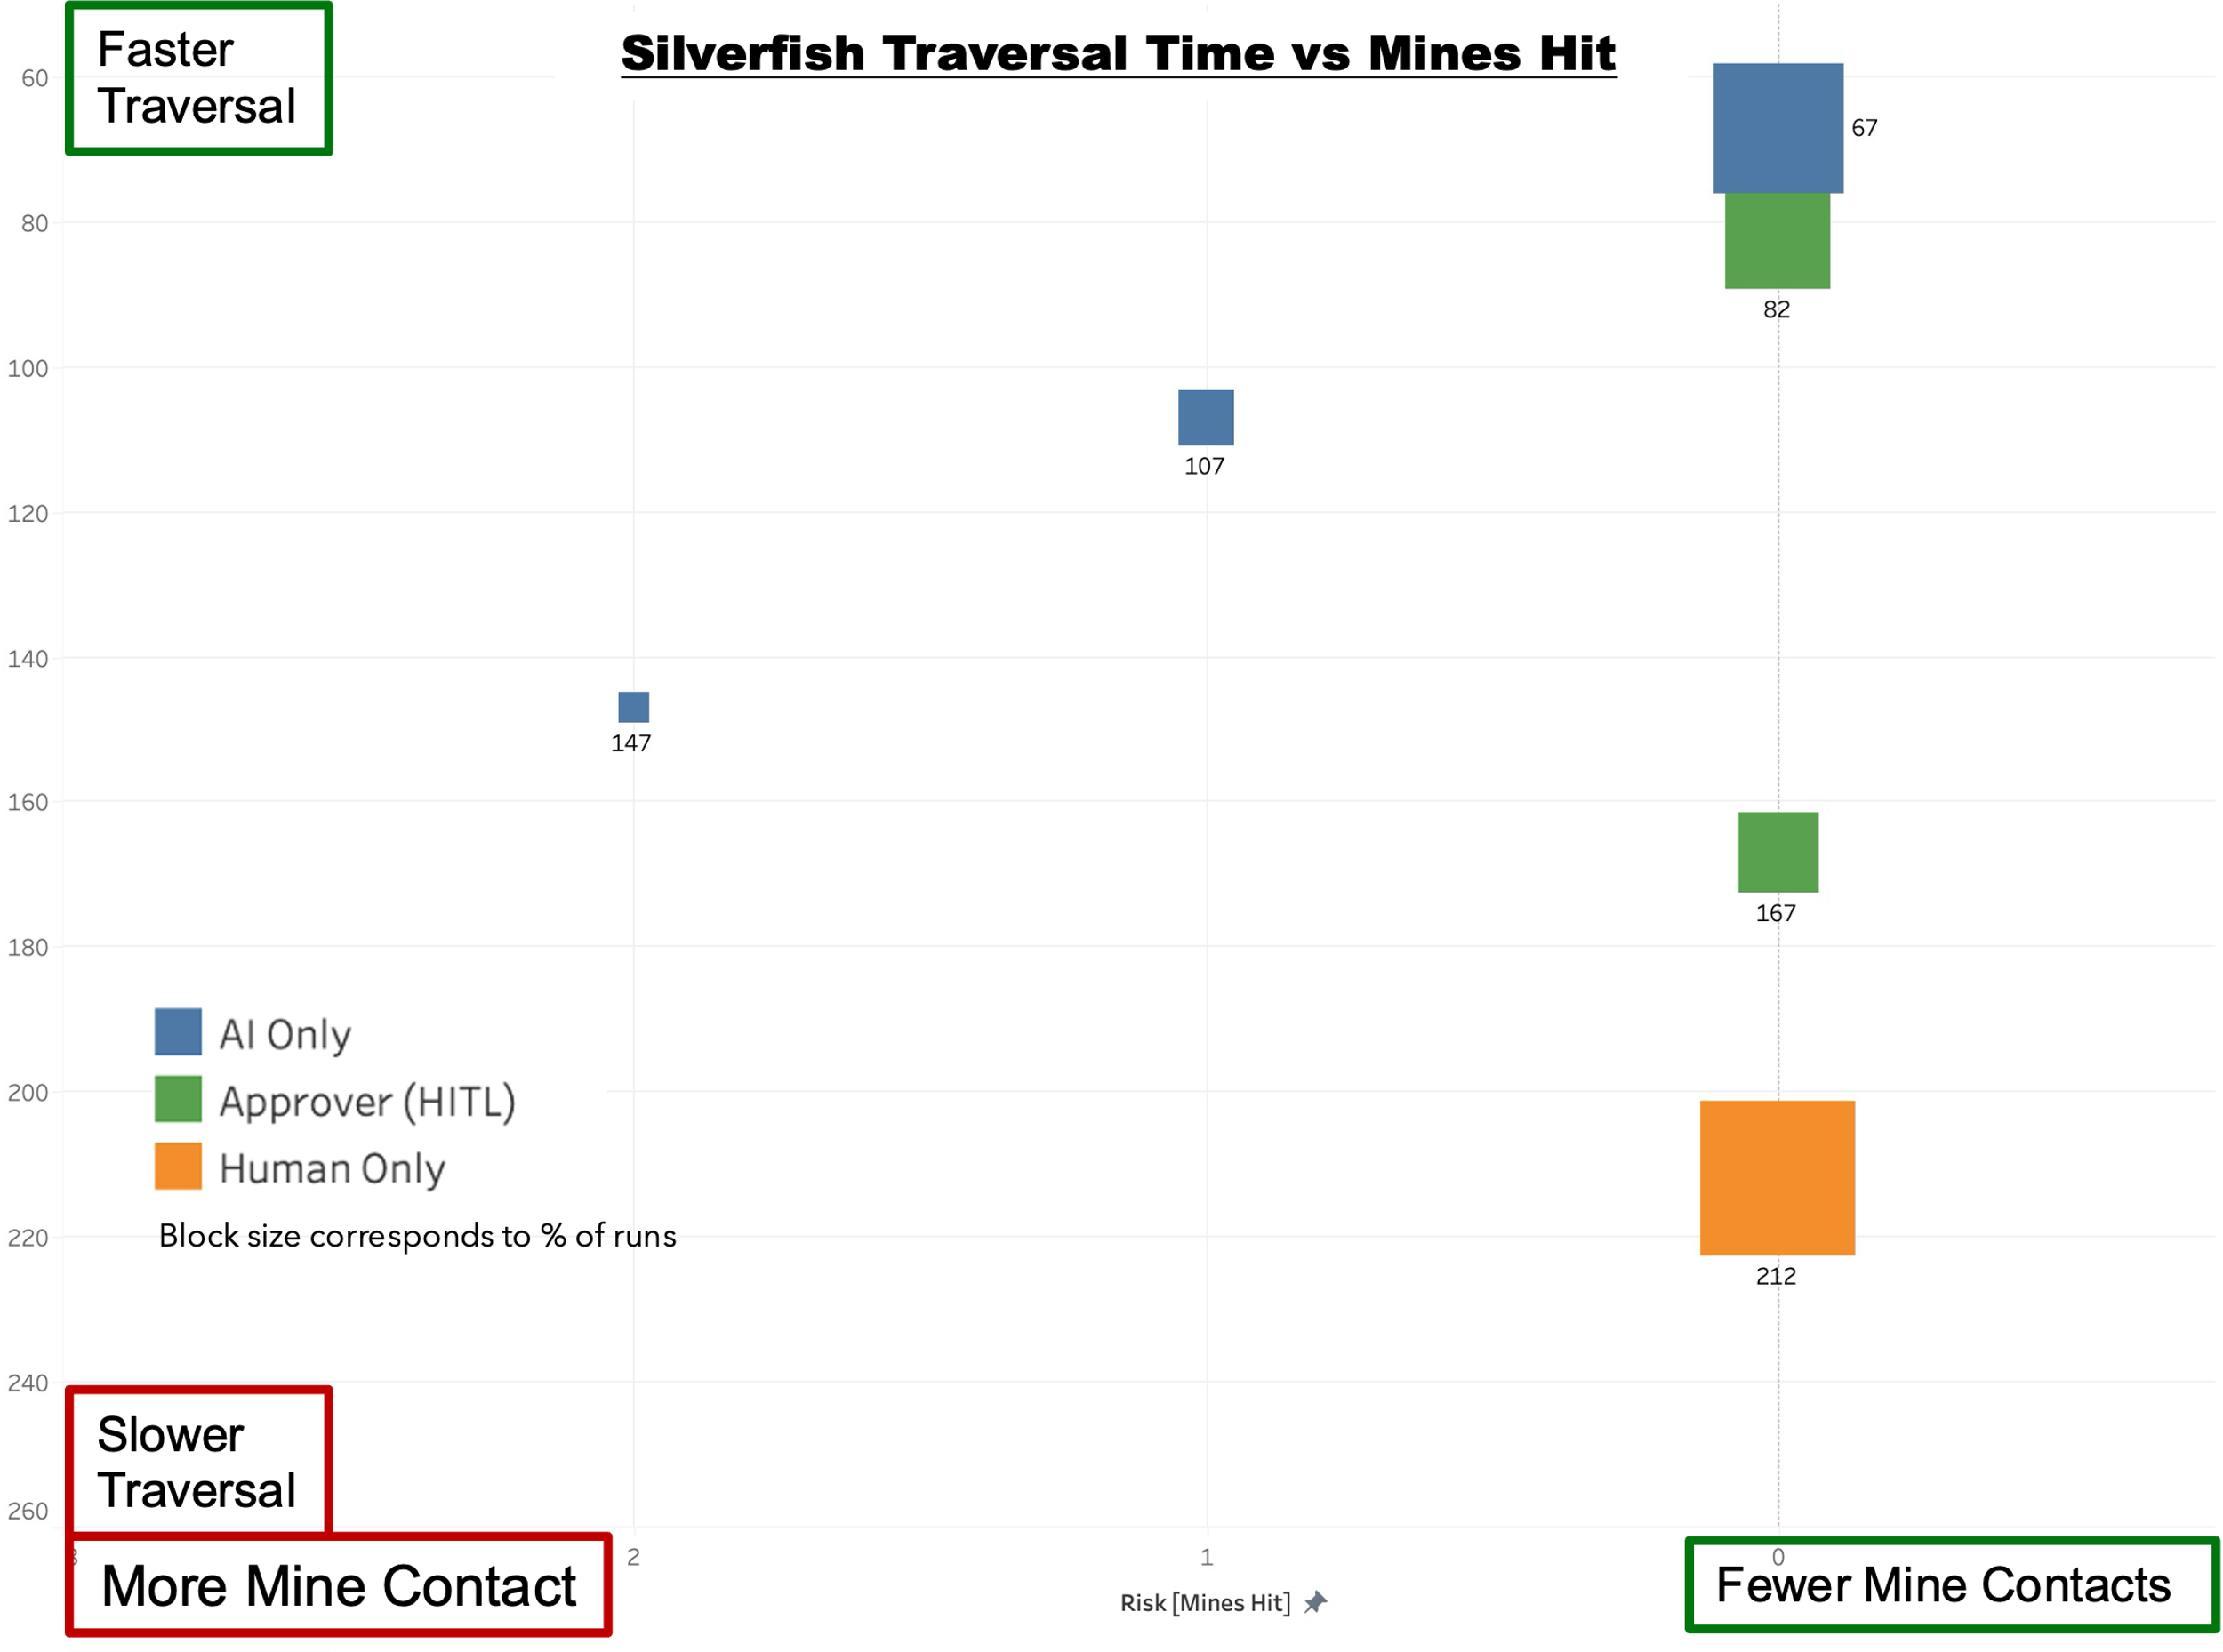 Faster
Traversal
Silverfish Traversal Time vs Mines Hit
60
67
80
82
100
107
120
140
147
160
167
180
AI Only
200
Approver (HITL)
Human Only
220
Block size corresponds to % of runs
212
240
Slower
Traversal
260
2
1
0
More Mine Contact
Risk [Mines Hit]
Fewer Mine Contacts